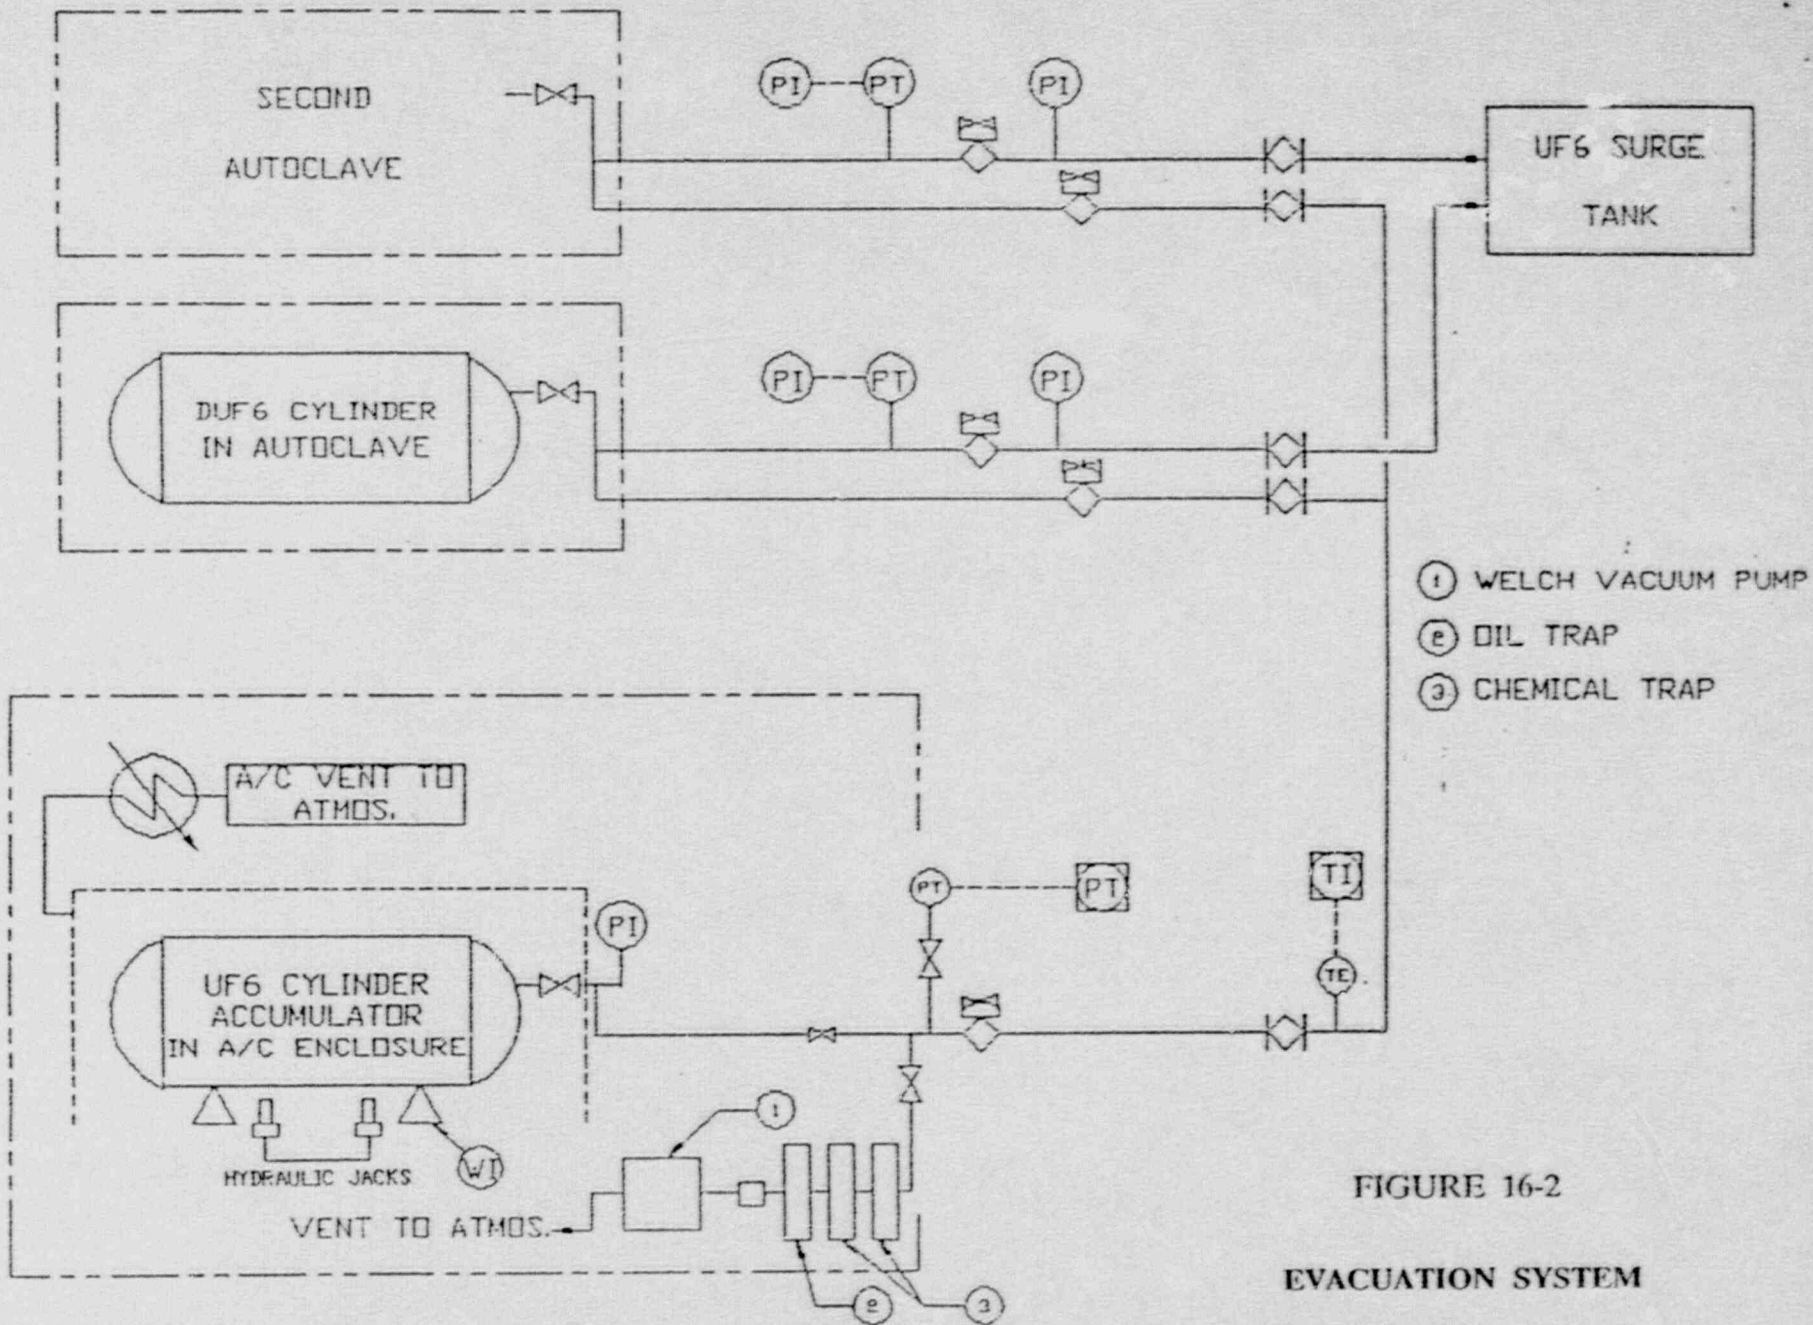 SECOND
AUTOCLAVE
PI
PT
PI
UF6 SURGE
TANK
DUF6 CYLINDER
IN AUTOCLAVE
PI
PT
PI
1 WELCH VACUUM PUMP
2 OIL TRAP
3 CHEMICAL TRAP
A/C VENT TO
ATMOS.
UF6 CYLINDER
ACCUMULATOR
IN A/C ENCLOSURE
PI
PT
PT
TI
TE
HYDRAULIC JACKS
WI
VENT TO ATMOS.
1
2
3
FIGURE 16-2
EVACUATION SYSTEM